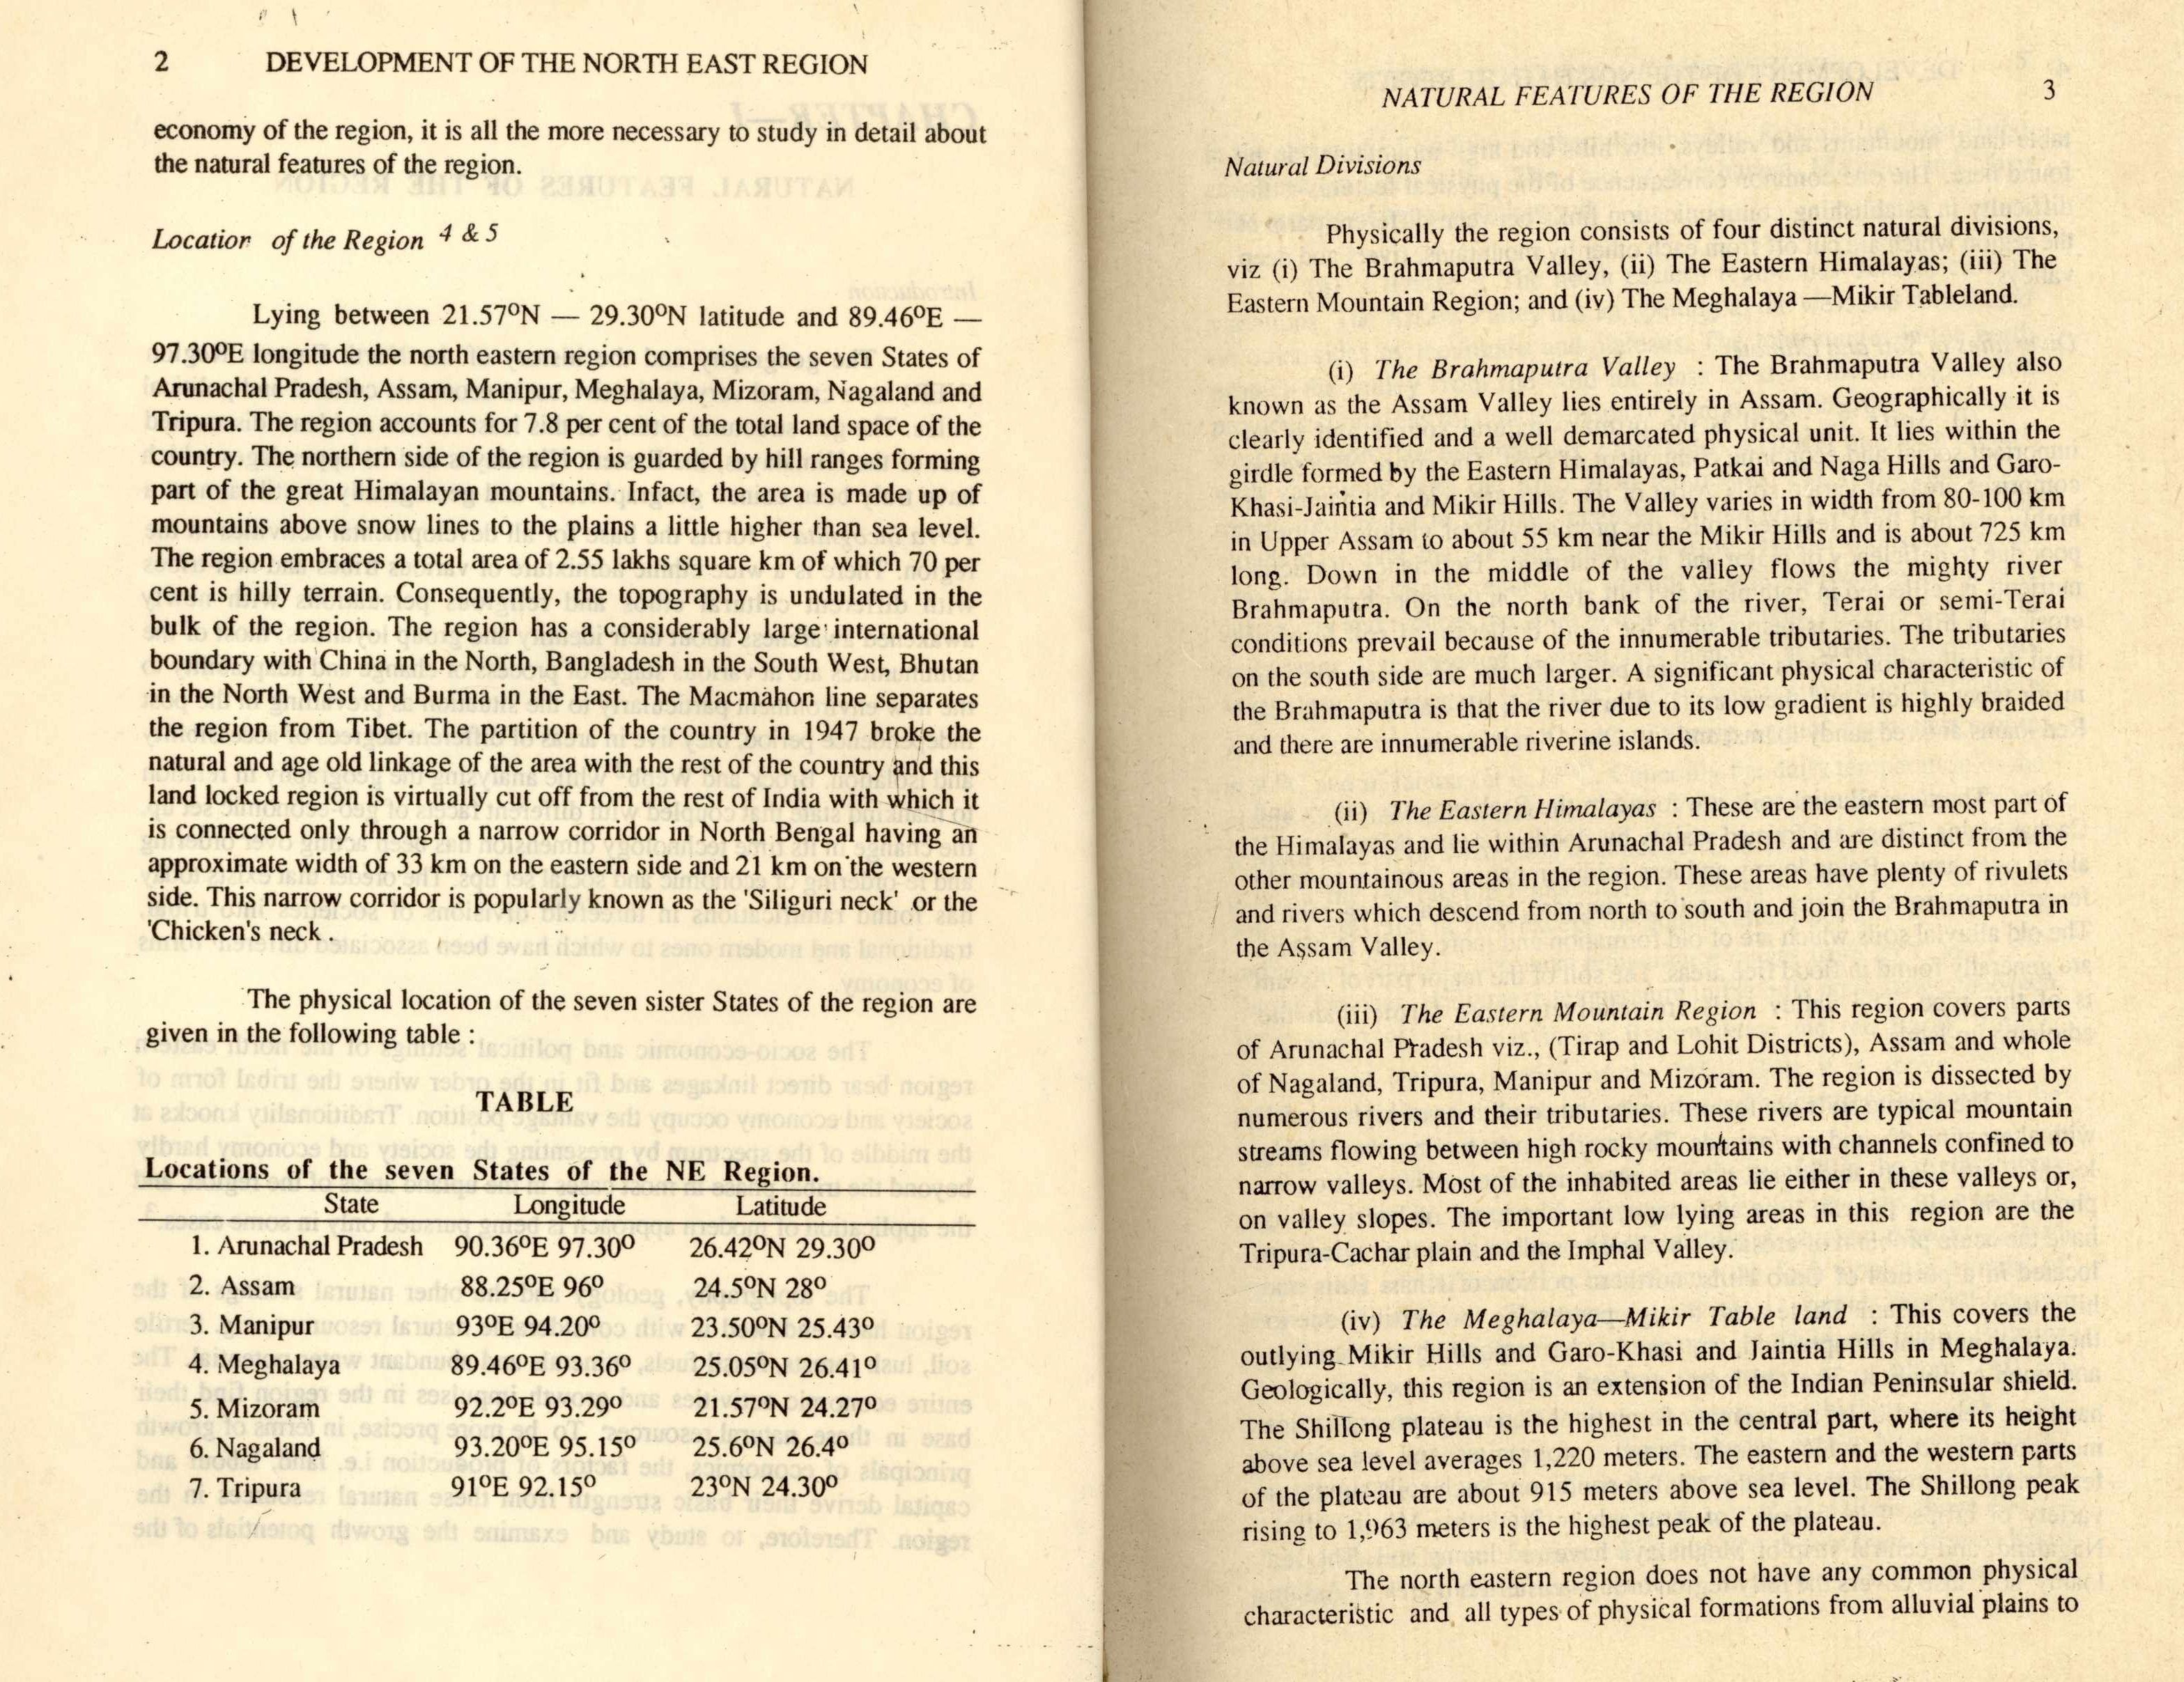 2 DEVELOPMENT OF THE NORTH EAST REGION
economy of the region, it is all the more necessary to study in detail about
the natural features of the region.
Location of the Region 4 & 5
Lying between 21.57ºN — 29.30ºN latitude and 89.46ºE —
97.30ºE longitude the north eastern region comprises the seven States of
Arunachal Pradesh, Assam, Manipur, Meghalaya, Mizoram, Nagaland and
Tripura. The region accounts for 7.8 per cent of the total land space of the
country. The northern side of the region is guarded by hill ranges forming
part of the great Himalayan mountains. Infact, the area is made up of
mountains above snow lines to the plains a little higher than sea level.
The region embraces a total area of 2.55 lakhs square km of which 70 per
cent is hilly terrain. Consequently, the topography is undulated in the
bulk of the region. The region has a considerably large international
boundary with China in the North, Bangladesh in the South West, Bhutan
in the North West and Burma in the East. The Macmahon line separates
the region from Tibet. The partition of the country in 1947 broke the
natural and age old linkage of the area with the rest of the country and this
land locked region is virtually cut off from the rest of India with which it
is connected only through a narrow corridor in North Bengal having an
approximate width of 33 km on the eastern side and 21 km on the western
side. This narrow corridor is popularly known as the 'Siliguri neck' or the
'Chicken's neck .
The physical location of the seven sister States of the region are
given in the following table :
TABLE
Locations of the seven States of the NE Region.
State Longitude Latitude
1. Arunachal Pradesh 90.36ºE 97.30º 26.42ºN 29.30º
2. Assam 88.25ºE 96º 24.5ºN 28º
3. Manipur 93ºE 94.20º 23.50ºN 25.43º
4. Meghalaya 89.46ºE 93.36º 25.05ºN 26.41º
5. Mizoram 92.2ºE 93.29º 21.57ºN 24.27º
6. Nagaland 93.20ºE 95.15º 25.6ºN 26.4º
7. Tripura 91ºE 92.15º 23ºN 24.30º
NATURAL FEATURES OF THE REGION 3
Natural Divisions
Physically the region consists of four distinct natural divisions,
viz (i) The Brahmaputra Valley, (ii) The Eastern Himalayas; (iii) The
Eastern Mountain Region; and (iv) The Meghalaya —Mikir Tableland.
(i) The Brahmaputra Valley : The Brahmaputra Valley also
known as the Assam Valley lies entirely in Assam. Geographically it is
clearly identified and a well demarcated physical unit. It lies within the
girdle formed by the Eastern Himalayas, Patkai and Naga Hills and Garo-
Khasi-Jaintia and Mikir Hills. The Valley varies in width from 80-100 km
in Upper Assam to about 55 km near the Mikir Hills and is about 725 km
long. Down in the middle of the valley flows the mighty river
Brahmaputra. On the north bank of the river, Terai or semi-Terai
conditions prevail because of the innumerable tributaries. The tributaries
on the south side are much larger. A significant physical characteristic of
the Brahmaputra is that the river due to its low gradient is highly braided
and there are innumerable riverine islands.
(ii) The Eastern Himalayas : These are the eastern most part of
the Himalayas and lie within Arunachal Pradesh and are distinct from the
other mountainous areas in the region. These areas have plenty of rivulets
and rivers which descend from north to south and join the Brahmaputra in
the Assam Valley.
(iii) The Eastern Mountain Region : This region covers parts
of Arunachal Pradesh viz., (Tirap and Lohit Districts), Assam and whole
of Nagaland, Tripura, Manipur and Mizoram. The region is dissected by
numerous rivers and their tributaries. These rivers are typical mountain
streams flowing between high rocky mountains with channels confined to
narrow valleys. Most of the inhabited areas lie either in these valleys or,
on valley slopes. The important low lying areas in this region are the
Tripura-Cachar plain and the Imphal Valley.
(iv) The Meghalaya—Mikir Table land : This covers the
outlying Mikir Hills and Garo-Khasi and Jaintia Hills in Meghalaya.
Geologically, this region is an extension of the Indian Peninsular shield.
The Shillong plateau is the highest in the central part, where its height
above sea level averages 1,220 meters. The eastern and the western parts
of the plateau are about 915 meters above sea level. The Shillong peak
rising to 1,963 meters is the highest peak of the plateau.
The north eastern region does not have any common physical
characteristic and all types of physical formations from alluvial plains to